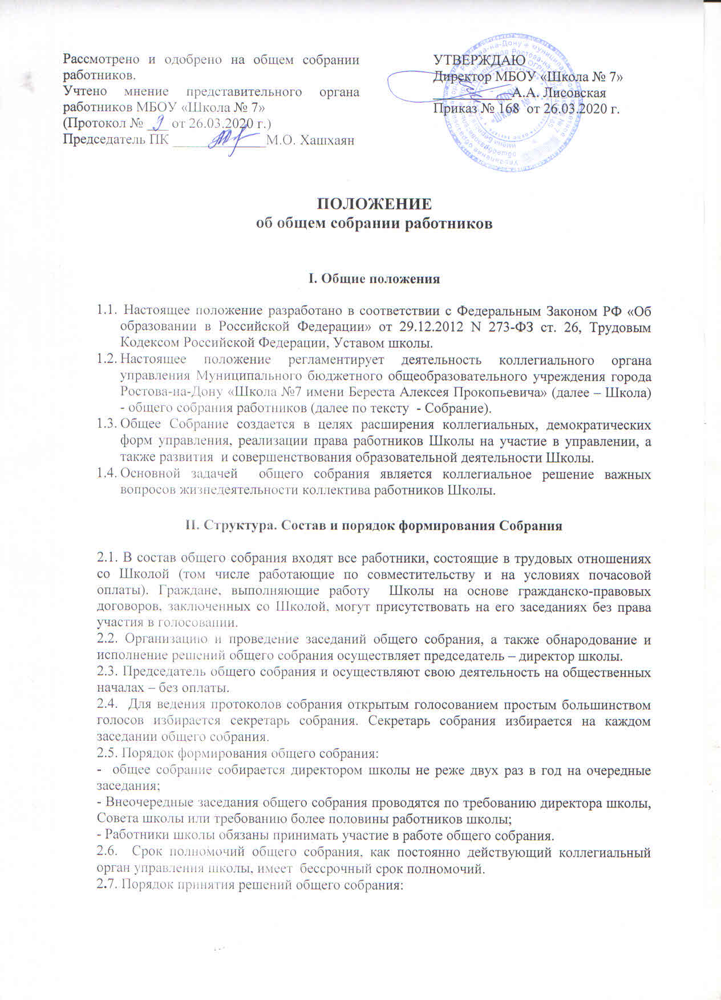 Рассмотрено и одобрено на общем собрании
работников.
Учтено мнение представительного органа
работников МБОУ «Школа № 7»
(Протокол № 9 от 26.03.2020 г.)
Председатель ПК ____________ М.О. Хашхаян
УТВЕРЖДАЮ
Директор МБОУ «Школа № 7»
___________А.А. Лисовская
Приказ № 168 от 26.03.2020 г.
ПОЛОЖЕНИЕ
об общем собрании работников
I. Общие положения
1.1. Настоящее положение разработано в соответствии с Федеральным Законом РФ «Об
образовании в Российской Федерации» от 29.12.2012 N 273-ФЗ ст. 26, Трудовым
Кодексом Российской Федерации, Уставом школы.
1.2. Настоящее положение регламентирует деятельность коллегиального органа
управления Муниципального бюджетного общеобразовательного учреждения города
Ростова-на-Дону «Школа №7 имени Береста Алексея Прокопьевича» (далее – Школа)
- общего собрания работников (далее по тексту - Собрание).
1.3. Общее Собрание создается в целях расширения коллегиальных, демократических
форм управления, реализации права работников Школы на участие в управлении, а
также развития и совершенствования образовательной деятельности Школы.
1.4. Основной задачей общего собрания является коллегиальное решение важных
вопросов жизнедеятельности коллектива работников Школы.
II. Структура. Состав и порядок формирования Собрания
2.1. В состав общего собрания входят все работники, состоящие в трудовых отношениях
со Школой (том числе работающие по совместительству и на условиях почасовой
оплаты). Граждане, выполняющие работу Школы на основе гражданско-правовых
договоров, заключенных со Школой, могут присутствовать на его заседаниях без права
участия в голосовании.
2.2. Организацию и проведение заседаний общего собрания, а также обнародование и
исполнение решений общего собрания осуществляет председатель – директор школы.
2.3. Председатель общего собрания и осуществляют свою деятельность на общественных
началах – без оплаты.
2.4. Для ведения протоколов собрания открытым голосованием простым большинством
голосов избирается секретарь собрания. Секретарь собрания избирается на каждом
заседании общего собрания.
2.5. Порядок формирования общего собрания:
- общее собрание собирается директором школы не реже двух раз в год на очередные
заседания;
- Внеочередные заседания общего собрания проводятся по требованию директора школы,
Совета школы или требованию более половины работников школы;
- Работники школы обязаны принимать участие в работе общего собрания.
2.6. Срок полномочий общего собрания, как постоянно действующий коллегиальный
орган управления школы, имеет бессрочный срок полномочий.
2.7. Порядок принятия решений общего собрания: